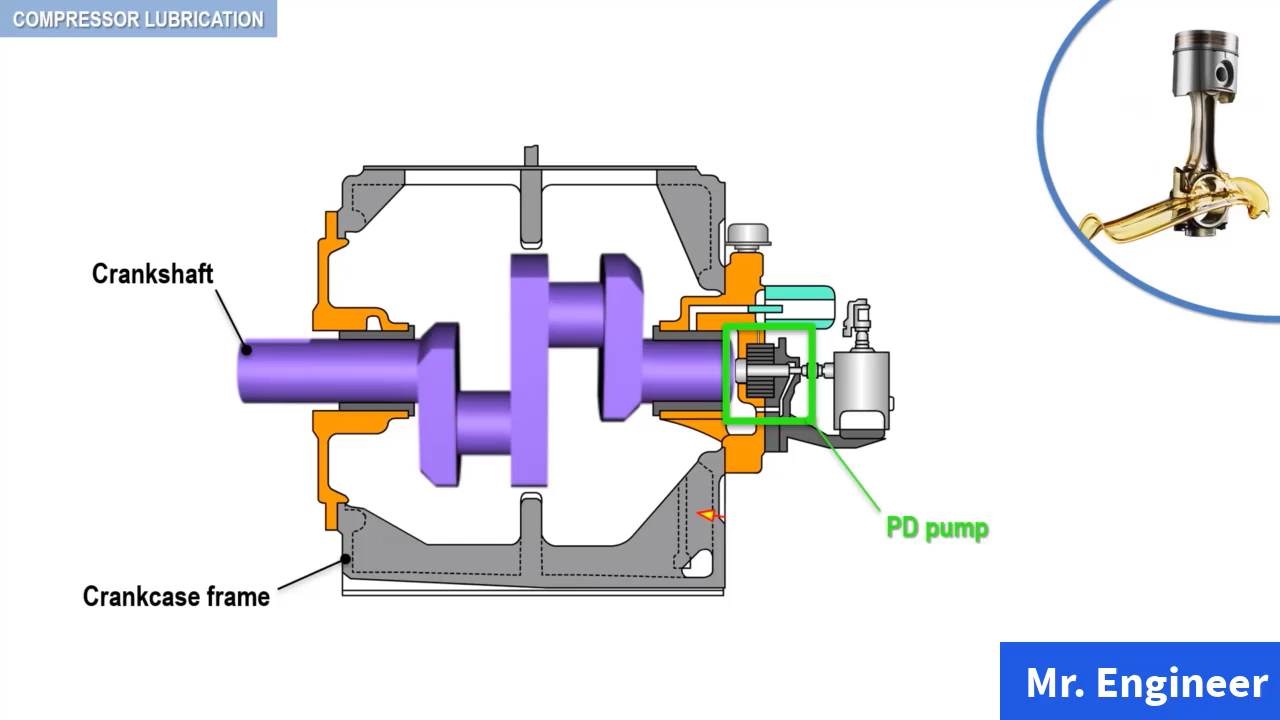 COMPRESSOR LUBRICATION
Crankshaft
PD pump
Crankcase frame
Mr. Engineer